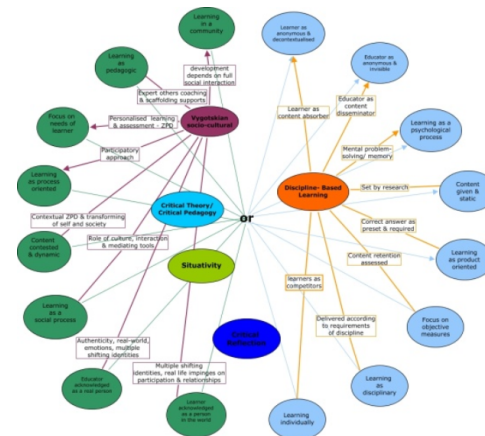 Learning
in a
community
Learner as
anonymous &
decontextualised
Learning
as
pedagogic
development
depends on full
social interaction
Educator as
anonymous &
invisible
Expert others coaching
& scaffolding supports
Learner as
content absorber
Educator as
content
disseminator
Focus on
needs of
learner
Personalised learning
& assessment - ZPD
Vygotskian
socio-cultural
Learning as a
psychological
process
Mental problem-
solving/ memory
Participatory
approach
Learning
as process
oriented
Discipline- Based
Learning
Set by research
Content given
& static
Critical Theory/
Critical Pedagogy
or
Contextual ZPD & transforming
of self and society
Correct answer as
preset & required
Content
contested
& dynamic
Role of culture, interaction
& mediating tools
Content retention
assessed
Learning
as product
oriented
Situativity
learners as
competitors
Learning
as a
social process
Delivered according
to requirements
of discipline
Focus on
objective
measures
Critical
Reflection
Authenticity, real-world,
emotions, multiple
shifting identities
Multiple shifting
identities, real life impinges on
participation & relationships
Educator
acknowledged
as a real person
Learning
as
disciplinary
Learner
acknowledged
as a person
in the world
Learning
individually